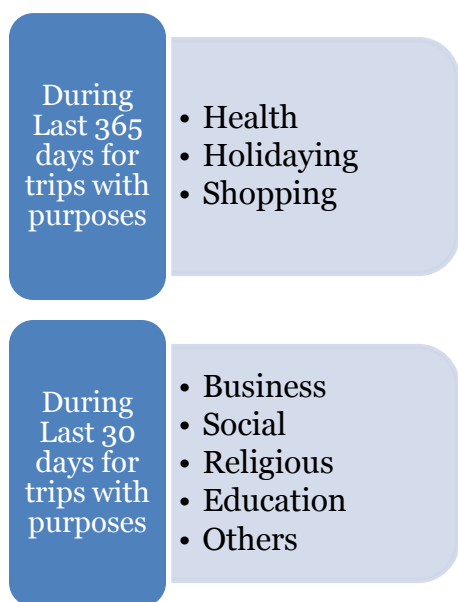 During
Last 365
days for
trips with
purposes
• Health
• Holidaying
• Shopping
During
Last 30
days for
trips with
purposes
• Business
• Social
• Religious
• Education
• Others